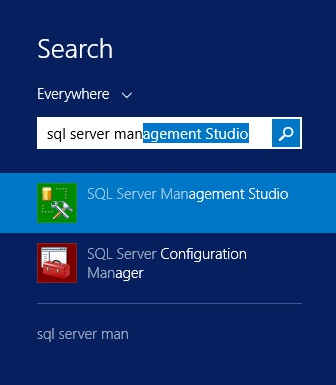 Search
Everywhere
sql server management Studio
SQL Server Management Studio
SQL Server Configuration
Manager
sql server man